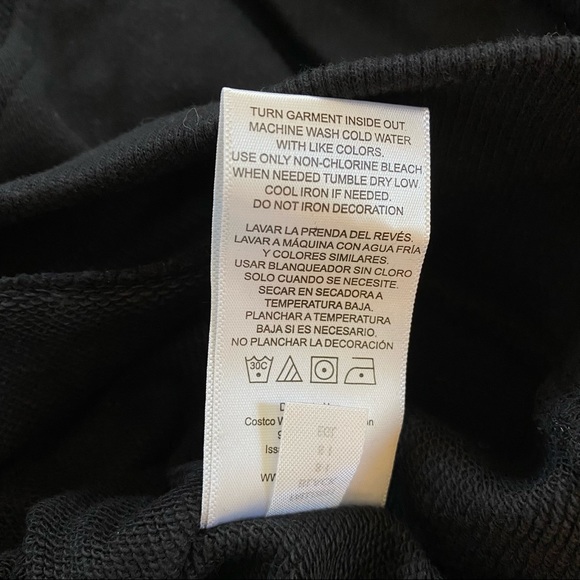 TURN GARMENT INSIDE OUT
MACHINE WASH COLD WATER
WITH LIKE COLORS.
USE ONLY NON-CHLORINE BLEACH
WHEN NEEDED TUMBLE DRY LOW
COOL IRON IF NEEDED.
DO NOT IRON DECORATION
LAVAR LA PRENDA DEL REVÉS.
LAVAR A MÁQUINA CON AGUA FRÍA
Y COLORES SIMILARES.
USAR BLANQUEADOR SIN CLORO
SOLO CUANDO SE NECESITE.
SECAR EN SECADORA A
TEMPERATURA BAJA.
PLANCHAR A TEMPERATURA
BAJA SI ES NECESARIO.
NO PLANCHAR LA DECORACIÓN
30C
Costco